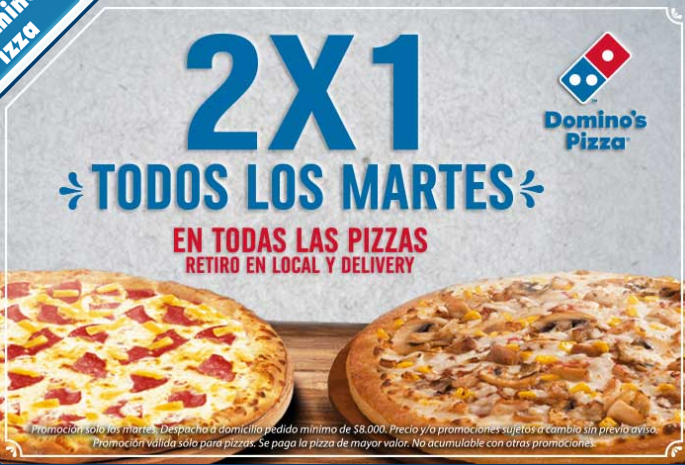 2X1
TODOS LOS MARTES
EN TODAS LAS PIZZAS
RETIRO EN LOCAL Y DELIVERY
Domino's
Pizza
Promoción sólo los martes. Despacho a domicilio pedido mínimo de $8.000. Precio y/o promociones sujetos a cambio sin previo aviso.
Promoción válida sólo para pizzas. Se paga la pizza de mayor valor. No acumulable con otras promociones.